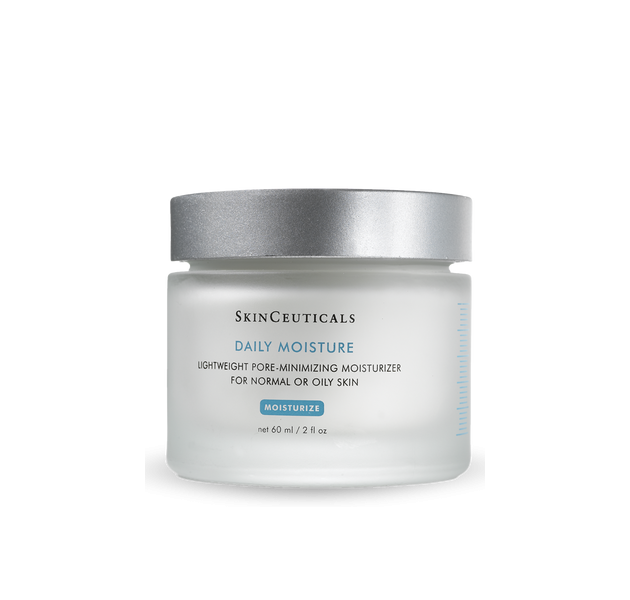 SKINCEUTICALS
DAILY MOISTURE
LIGHTWEIGHT PORE-MINIMIZING MOISTURIZER
FOR NORMAL OR OILY SKIN
MOISTURIZE
net 60 ml / 2 fl oz